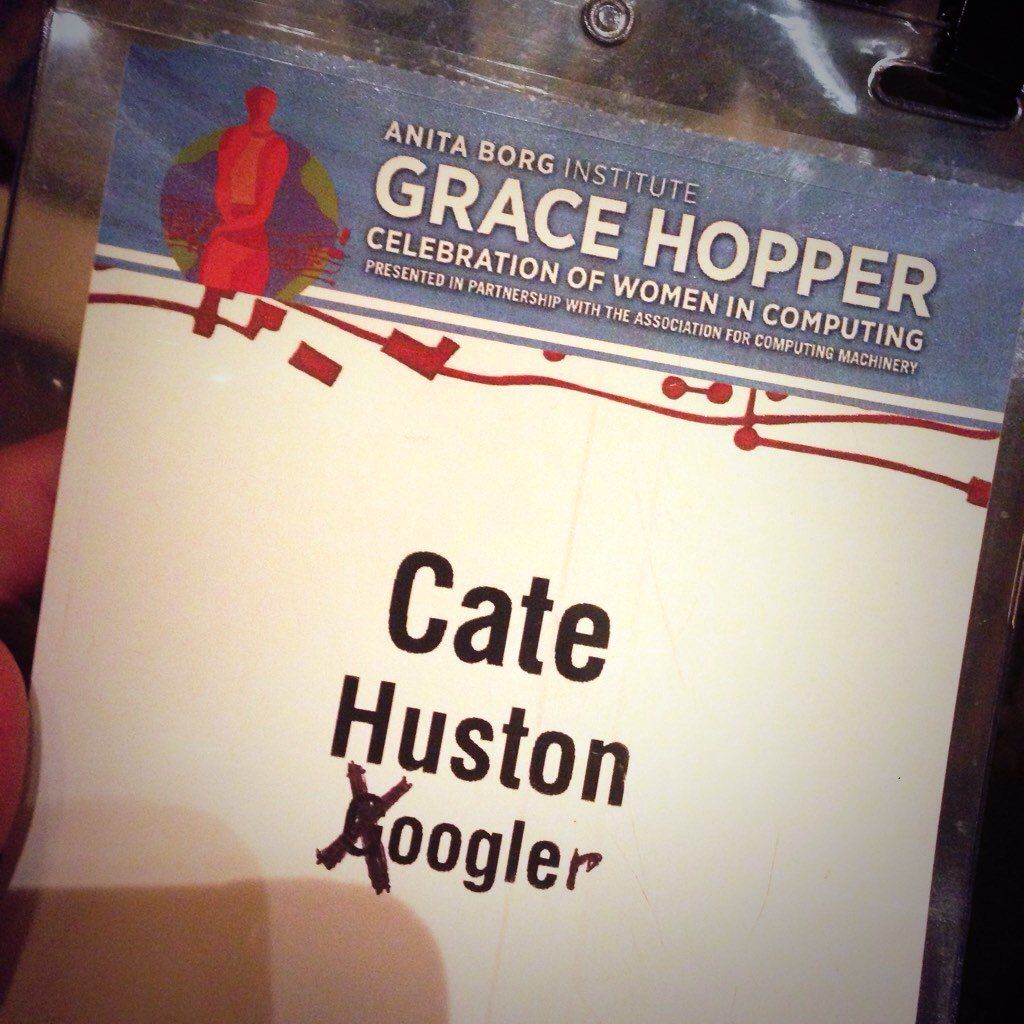 ANITA BORG INSTITUTE
GRACE HOPPER
CELEBRATION OF WOMEN IN COMPUTING
PRESENTED IN PARTNERSHIP WITH THE ASSOCIATION FOR COMPUTING MACHINERY
Cate
Huston
Xoogler